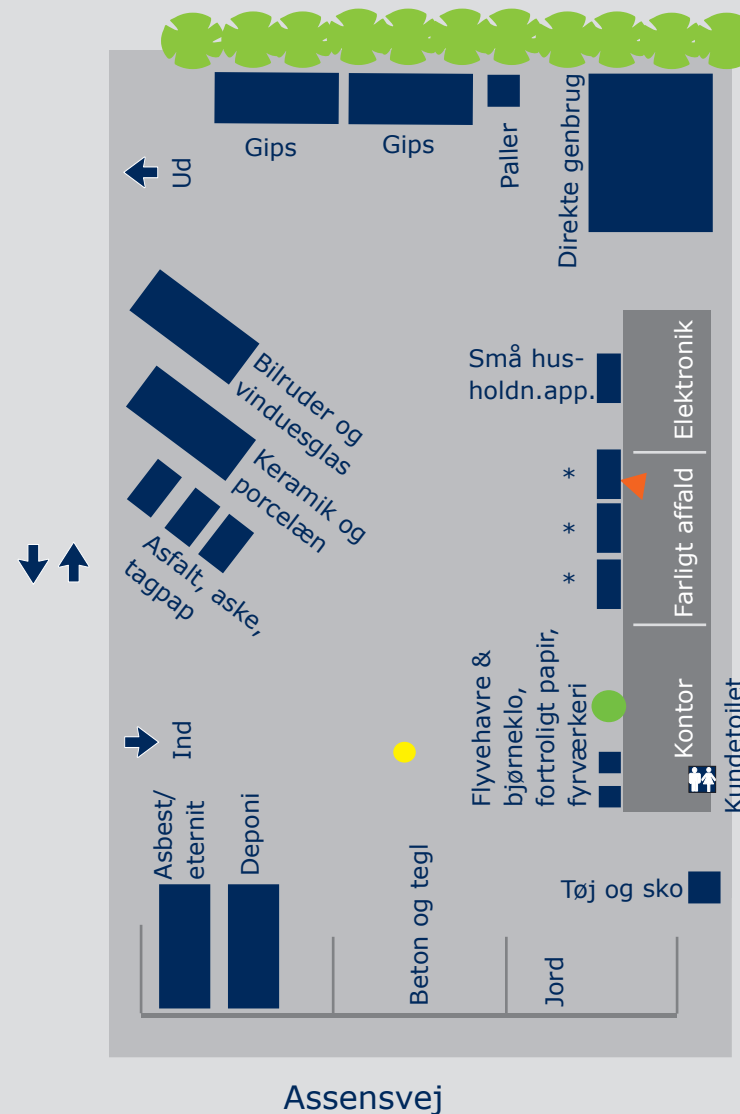 Gips
Gips
Paller
Direkte genbrug
Ud
Bilruder og
vinduesglas
Keramik og
porcelæn
Asfalt, aske,
tagpap
Små hus-
holdn.app.
*
*
*
Elektronik
Farligt affald
Kontor
Kundetoilet
Flyvehavre &
bjørneklo,
fortroligt papir,
fyrværkeri
Ind
Asbest/
eternit
Deponi
Beton og tegl
Jord
Tøj og sko
Assensvej